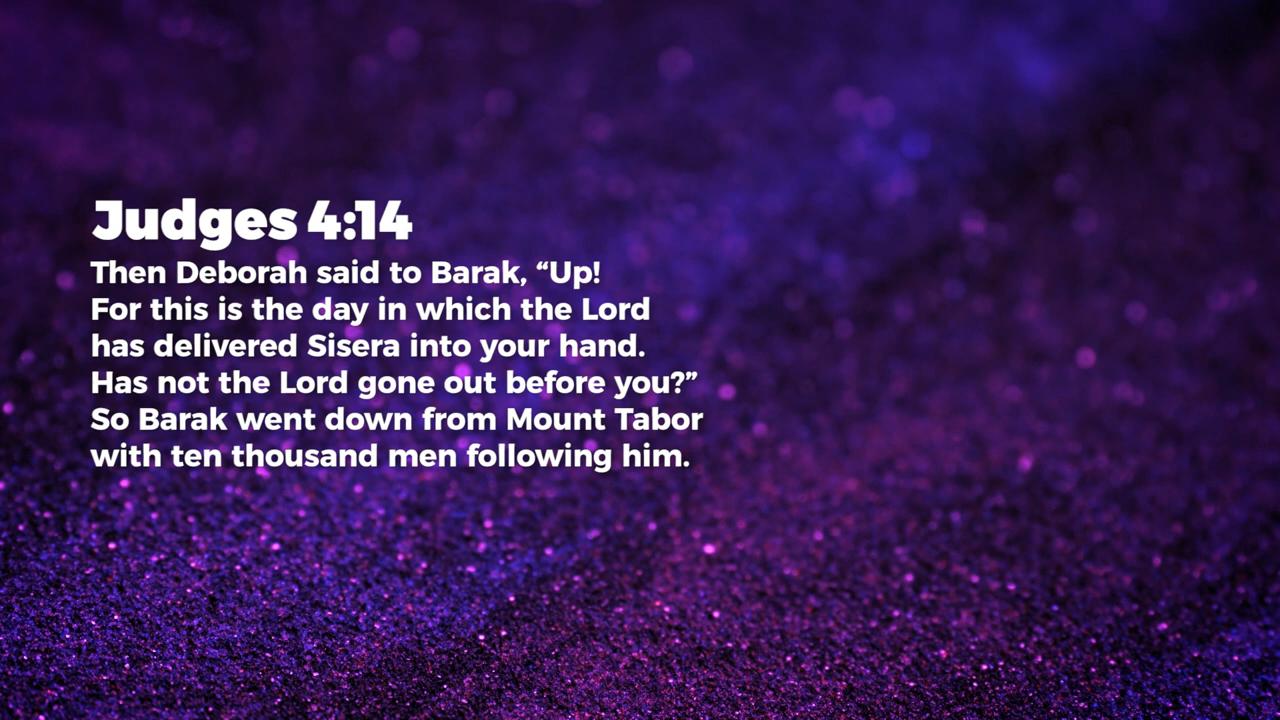 Judges 4:14
Then Deborah said to Barak, “Up!
For this is the day in which the Lord
has delivered Sisera into your hand.
Has not the Lord gone out before you?”
So Barak went down from Mount Tabor
with ten thousand men following him.